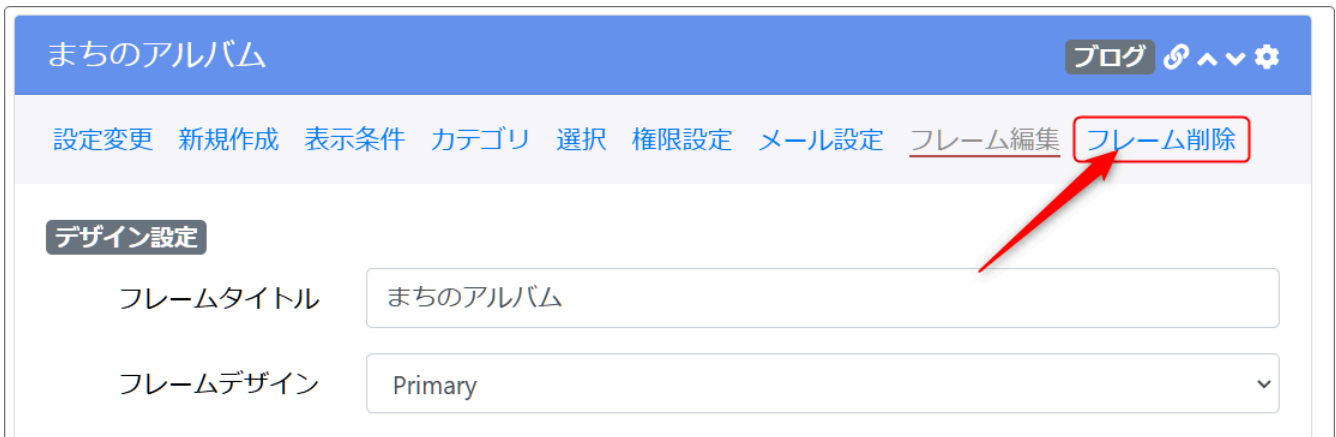 まちのアルバム ブログ
設定変更 新規作成 表示条件 カテゴリ 選択 権限設定 メール設定 フレーム編集 フレーム削除
デザイン設定
フレームタイトル まちのアルバム
フレームデザイン Primary